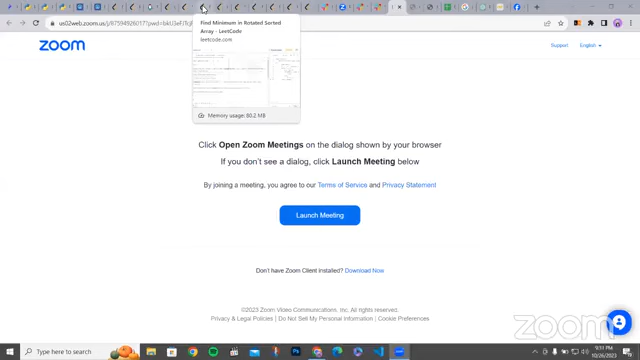 us02web.zoom.us/j/87594926017?pwd=
Find Minimum in Rotated Sorted
Array - LeetCode
leetcode.com
Memory usage: 80.2 MB
zoom
Support
English
Click Open Zoom Meetings on the dialog shown by your browser
If you don't see a dialog, click Launch Meeting below
By joining a meeting, you agree to our Terms of Service and Privacy Statement
Launch Meeting
Don't have Zoom Client installed? Download Now
©2023 Zoom Video Communications, Inc. All rights reserved.
Privacy & Legal Policies | Do Not Sell My Personal Information | Cookie Preferences
zoom
Type here to search
9:31 PM
10/26/2023